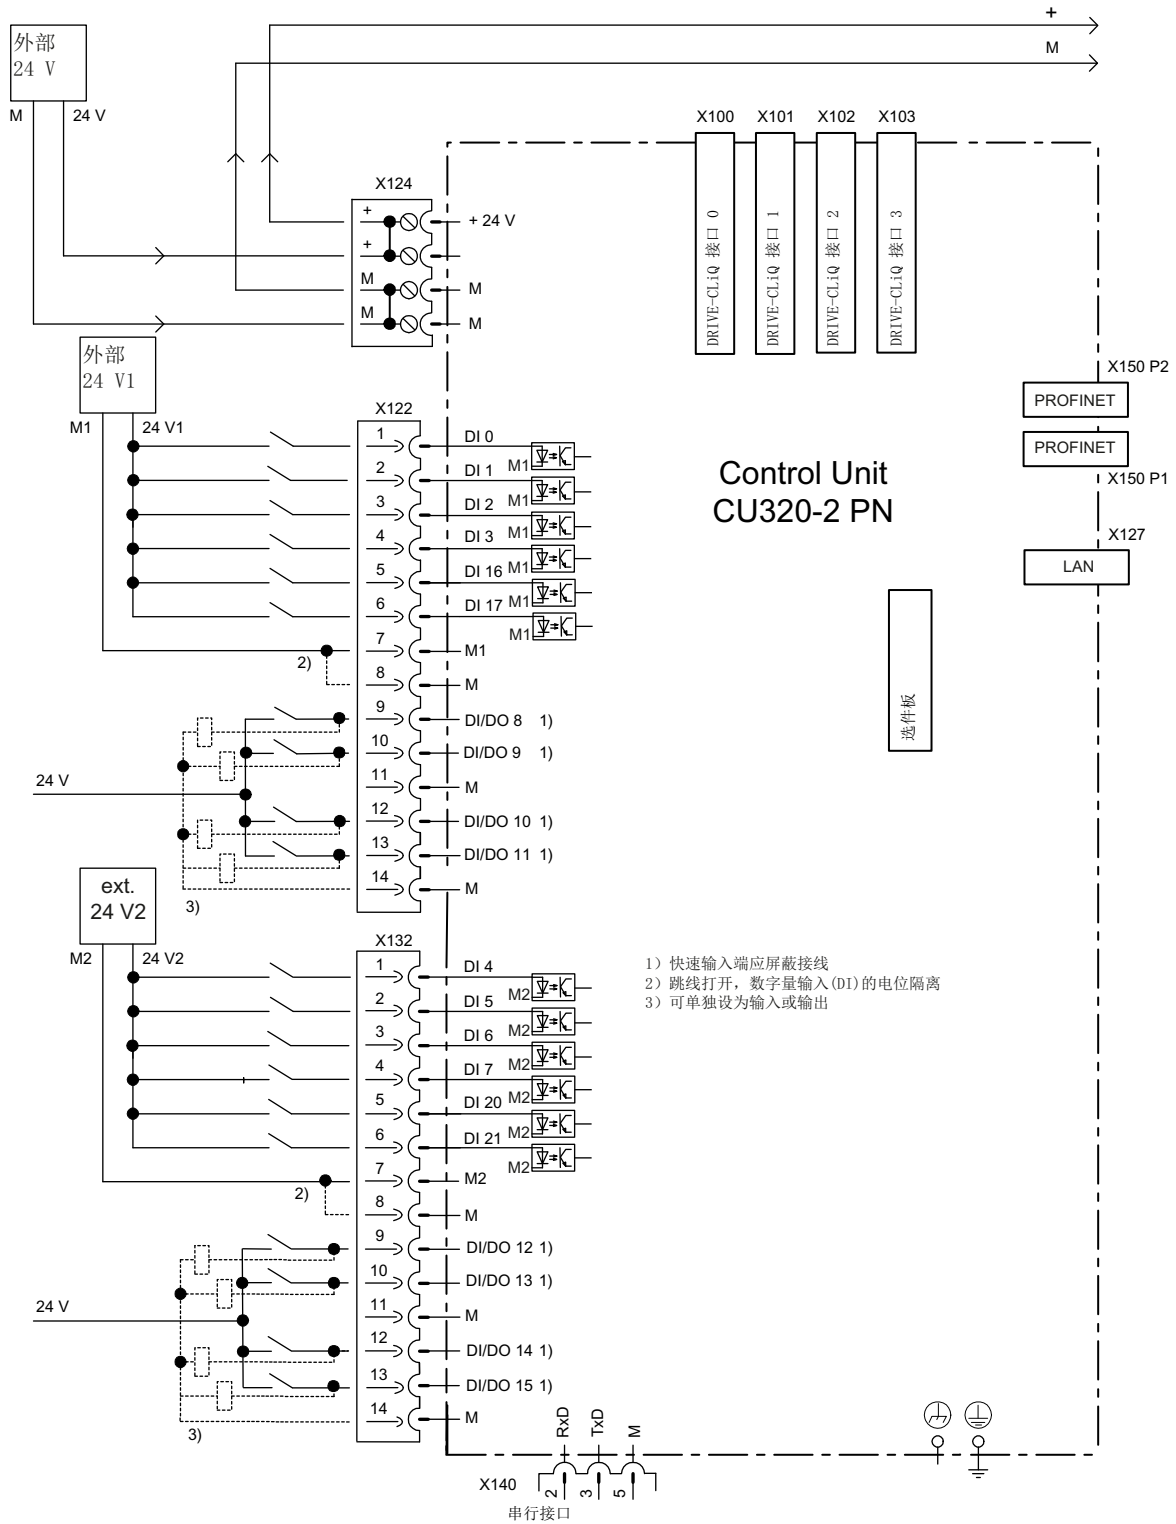 +
M
外部
24 V
M
24 V
X100
X101
X102
X103
DRIVE-CLiQ 接口 0
DRIVE-CLiQ 接口 1
DRIVE-CLiQ 接口 2
DRIVE-CLiQ 接口 3
X124
+
+ 24 V
+
M
M
M
M
外部
24 V1
M1
24 V1
X122
1
DI 0
M1
2
DI 1
M1
3
DI 2
M1
4
DI 3
M1
5
DI 16
M1
6
DI 17
M1
7
M1
2)
8
M
9
DI/DO 8 1)
10
DI/DO 9 1)
24 V
11
M
12
DI/DO 10 1)
13
DI/DO 11 1)
14
M
3)
Control Unit
CU320-2 PN
X150 P2
PROFINET
PROFINET
X150 P1
X127
LAN
选件板
ext.
24 V2
M2
24 V2
X132
1
DI 4
M2
2
DI 5
M2
3
DI 6
M2
4
DI 7
M2
5
DI 20
M2
6
DI 21
M2
7
M2
2)
8
M
9
DI/DO 12 1)
10
DI/DO 13 1)
24 V
11
M
12
DI/DO 14 1)
13
DI/DO 15 1)
14
M
3)
1）快速输入端应屏蔽接线
2）跳线打开，数字量输入(DI)的电位隔离
3）可单独设为输入或输出
RxD
TxD
M
X140
2
3
5
串行接口